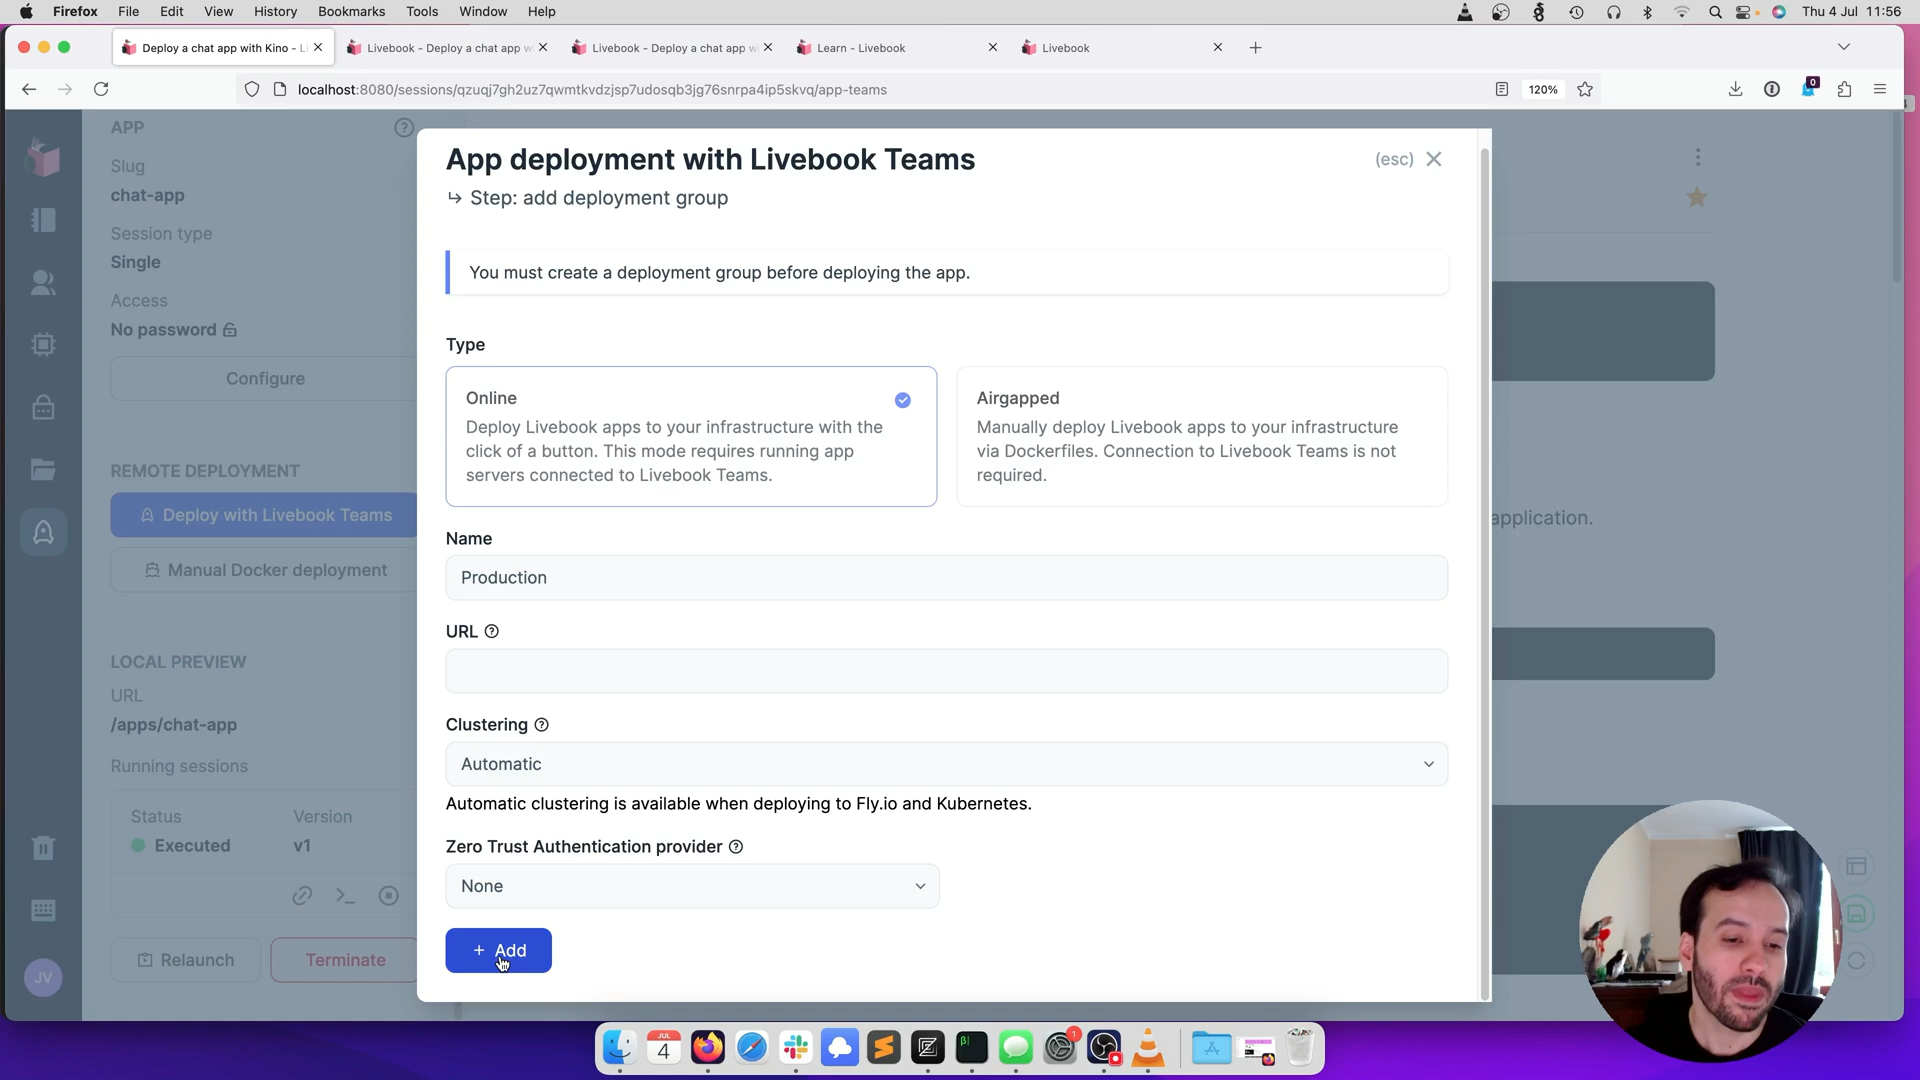 Firefox File Edit View History Bookmarks Tools Window Help
Thu 4 Jul 11:56
Deploy a chat app with Kino - L
Livebook - Deploy a chat app w
Livebook - Deploy a chat app w
Learn - Livebook
Livebook
localhost:8080/sessions/qzuqj7gh2uz7qwmtkvdzjsp7udosqb3jg76snrpa4ip5skvq/app-teams
120%
0
APP
Slug
chat-app
Session type
Single
Access
No password
Configure
REMOTE DEPLOYMENT
Deploy with Livebook Teams
Manual Docker deployment
LOCAL PREVIEW
URL
/apps/chat-app
Running sessions
Status Version
Executed v1
Relaunch Terminate
JV
App deployment with Livebook Teams
(esc)
↳ Step: add deployment group
You must create a deployment group before deploying the app.
Type
Online
Deploy Livebook apps to your infrastructure with the
click of a button. This mode requires running app
servers connected to Livebook Teams.
Airgapped
Manually deploy Livebook apps to your infrastructure
via Dockerfiles. Connection to Livebook Teams is not
required.
Name
Production
URL
Clustering
Automatic
Automatic clustering is available when deploying to Fly.io and Kubernetes.
Zero Trust Authentication provider
None
+ Add
application.
JUL
4
1